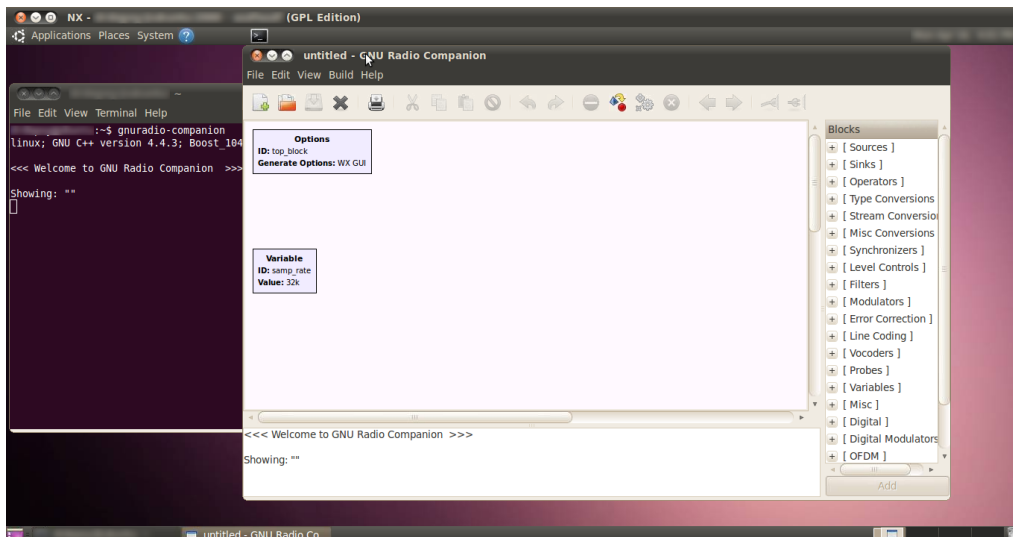 NX - (GPL Edition)
Applications Places System
untitled - GNU Radio Companion
File Edit View Build Help
~
File Edit View Terminal Help
:~$ gnuradio-companion
linux; GNU C++ version 4.4.3; Boost_104
<<< Welcome to GNU Radio Companion >>>
Showing: ""
Options
ID: top_block
Generate Options: WX GUI
Variable
ID: samp_rate
Value: 32k
Blocks
[ Sources ]
[ Sinks ]
[ Operators ]
[ Type Conversions
[ Stream Conversion
[ Misc Conversions
[ Synchronizers ]
[ Level Controls ]
[ Filters ]
[ Modulators ]
[ Error Correction ]
[ Line Coding ]
[ Vocoders ]
[ Probes ]
[ Variables ]
[ Misc ]
[ Digital ]
[ Digital Modulators
[ OFDM ]
Add
<<< Welcome to GNU Radio Companion >>>
Showing: ""
untitled - GNU Radio Co...